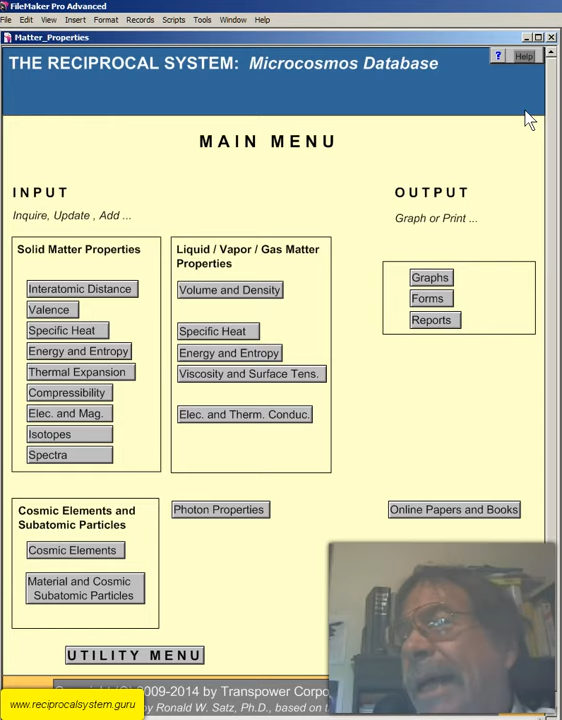 FileMaker Pro Advanced
File Edit View Insert Format Records Scripts Tools Window Help
Matter_Properties
THE RECIPROCAL SYSTEM: Microcosmos Database
? Help
MAIN MENU
INPUT
Inquire, Update , Add ...
OUTPUT
Graph or Print ...
Solid Matter Properties
Interatomic Distance
Valence
Specific Heat
Energy and Entropy
Thermal Expansion
Compressibility
Elec. and Mag.
Isotopes
Spectra
Liquid / Vapor / Gas Matter
Properties
Volume and Density
Specific Heat
Energy and Entropy
Viscosity and Surface Tens.
Elec. and Therm. Conduc.
Graphs
Forms
Reports
Cosmic Elements and
Subatomic Particles
Cosmic Elements
Material and Cosmic
Subatomic Particles
Photon Properties
Online Papers and Books
UTILITY MENU
2009-2014 by Transpower
by Ronald W. Satz, Ph.D., based on
www.reciprocalsystem.guru